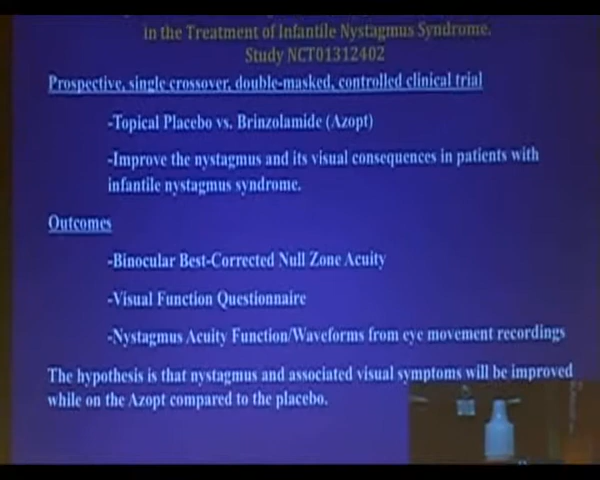 in the Treatment of Infantile Nystagmus Syndrome.
Study NCT01312402
Prospective, single crossover, double-masked, controlled clinical trial
-Topical Placebo vs. Brinzolamide (Azopt)
-Improve the nystagmus and its visual consequences in patients with
infantile nystagmus syndrome.
Outcomes
-Binocular Best-Corrected Null Zone Acuity
-Visual Function Questionnaire
-Nystagmus Acuity Function/Waveforms from eye movement recordings
The hypothesis is that nystagmus and associated visual symptoms will be improved
while on the Azopt compared to the placebo.